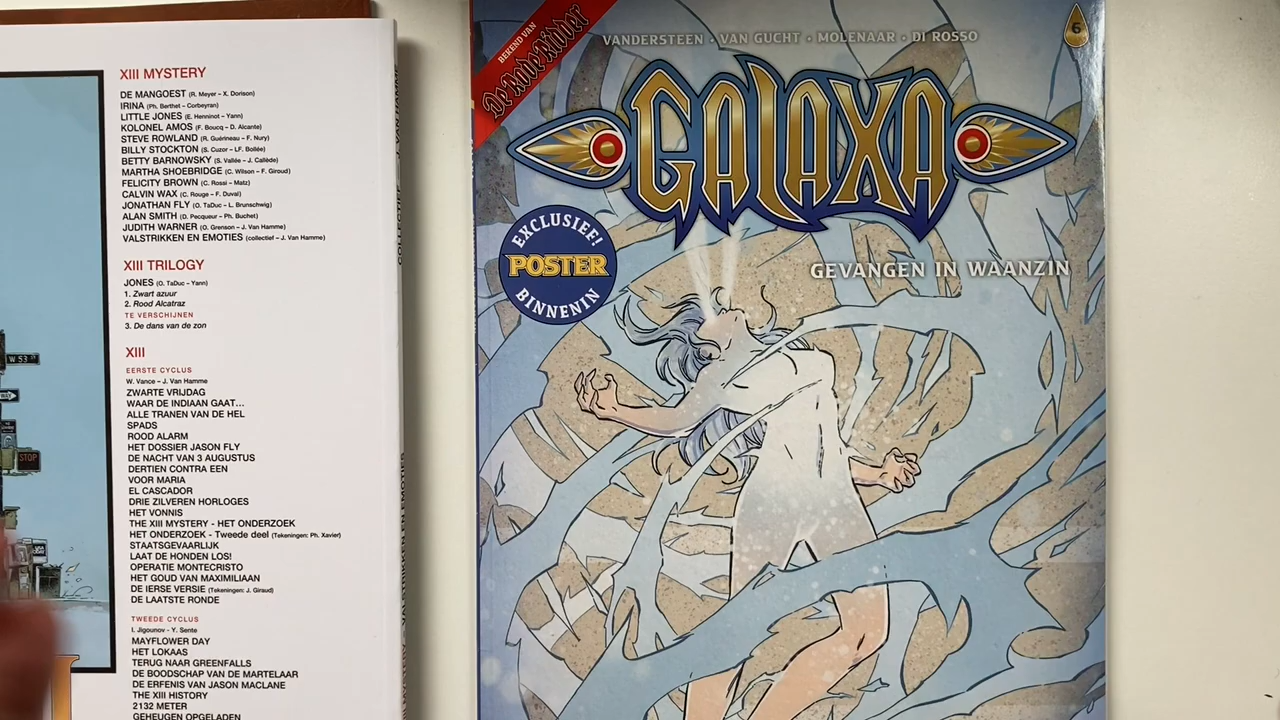 XIII MYSTERY
DE MANGOEST (R. Meyer – X. Dorison)
IRINA (Ph. Berthet – Corbeyran)
LITTLE JONES (E. Henninot – Yann)
KOLONEL AMOS (F. Boucq – D. Alcante)
STEVE ROWLAND (R. Guérineau – F. Nury)
BILLY STOCKTON (S. Cuzor – LF. Bollée)
BETTY BARNOWSKY (S. Vallée – J. Callède)
MARTHA SHOEBRIDGE (C. Wilson – F. Giroud)
FELICITY BROWN (C. Rossi – Matz)
CALVIN WAX (C. Rouge – F. Duval)
JONATHAN FLY (O. TaDuc – L. Brunschwig)
ALAN SMITH (D. Pecqueur – Ph. Buchet)
JUDITH WARNER (O. Grenson – J. Van Hamme)
VALSTRIKKEN EN EMOTIES (collectief – J. Van Hamme)
XIII TRILOGY
JONES (O. TaDuc – Yann)
1. Zwart azuur
2. Rood Alcatraz
TE VERSCHIJNEN
3. De dans van de zon
XIII
EERSTE CYCLUS
W. Vance – J. Van Hamme
ZWARTE VRIJDAG
WAAR DE INDIAAN GAAT...
ALLE TRANEN VAN DE HEL
SPADS
ROOD ALARM
HET DOSSIER JASON FLY
DE NACHT VAN 3 AUGUSTUS
DERTIEN CONTRA EEN
VOOR MARIA
EL CASCADOR
DRIE ZILVEREN HORLOGES
HET VONNIS
THE XIII MYSTERY - HET ONDERZOEK
HET ONDERZOEK - Tweede deel (Tekeningen: Ph. Xavier)
STAATSGEVAARLIJK
LAAT DE HONDEN LOS!
OPERATIE MONTECRISTO
HET GOUD VAN MAXIMILIAAN
DE IERSE VERSIE (Tekeningen: J. Giraud)
DE LAATSTE RONDE
TWEEDE CYCLUS
I. Jigounov - Y. Sente
MAYFLOWER DAY
HET LOKAAS
TERUG NAAR GREENFALLS
DE BOODSCHAP VAN DE MARTELAAR
DE ERFENIS VAN JASON MACLANE
THE XIII HISTORY
2132 METER
GEHEUGEN OPGELADEN
W 53 ST
STOP
BEKEND VAN
De Rode Ridder
VANDERSTEEN · VAN GUCHT · MOLENAAR · DI ROSSO
6
GALAXA
EXCLUSIEF!
POSTER
BINNENIN
GEVANGEN IN WAANZIN